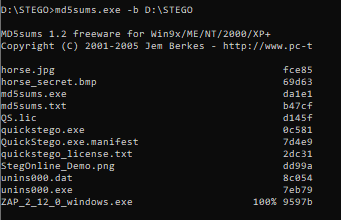 D:\STEGO>md5sums.exe -b D:\STEGO
MD5sums 1.2 freeware for Win9x/ME/NT/2000/XP+
Copyright (C) 2001-2005 Jem Berkes - http://www.pc-t
horse.jpg fce85
horse_secret.bmp 69d63
md5sums.exe da1e1
md5sums.txt b47cf
QS.lic d145f
quickstego.exe 0c581
QuickStego.exe.manifest 7d4e9
quickstego_license.txt 2dc31
StegOnline_Demo.png dd99a
unins000.dat 8c054
unins000.exe 7eb79
ZAP_2_12_0_windows.exe 100% 9597b